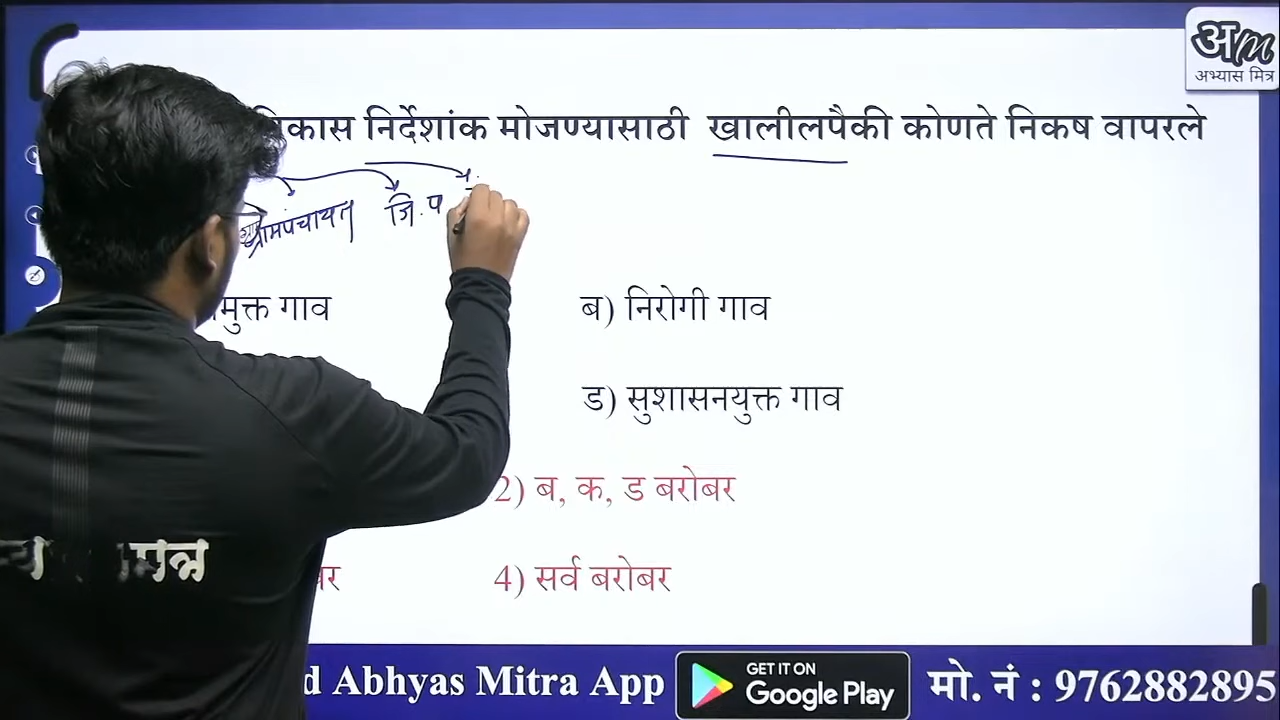 अm
अभ्यास मित्र
विकास निर्देशांक मोजण्यासाठी खालीलपैकी कोणते निकष वापरले
ग्रामपंचायत जि. प
मुक्त गाव ब) निरोगी गाव
ड) सुशासनयुक्त गाव
2) ब, क, ड बरोबर
4) सर्व बरोबर
मित्र
d Abhyas Mitra App GET IT ON Google Play मो. नं : 9762882895